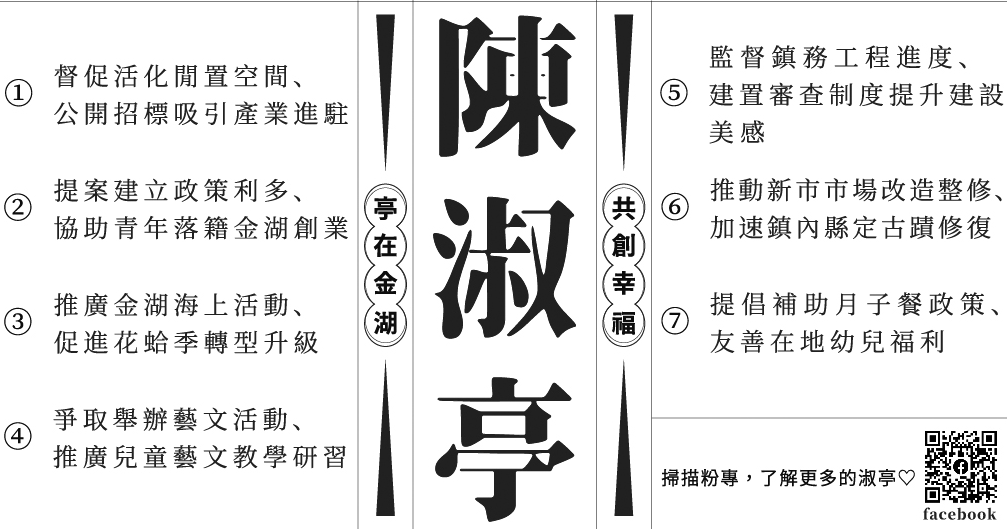 ①
督促活化閒置空間、
公開招標吸引產業進駐
②
提案建立政策利多、
協助青年落籍金湖創業
③
推廣金湖海上活動、
促進花蛤季轉型升級
④
爭取舉辦藝文活動、
推廣兒童藝文教學研習
亭在金湖
陳淑亭
共創幸福
⑤
監督鎮務工程進度、
建置審查制度提升建設
美感
⑥
推動新市市場改造整修、
加速鎮內縣定古蹟修復
⑦
提倡補助月子餐政策、
友善在地幼兒福利
掃描粉專，了解更多的淑亭♡
facebook